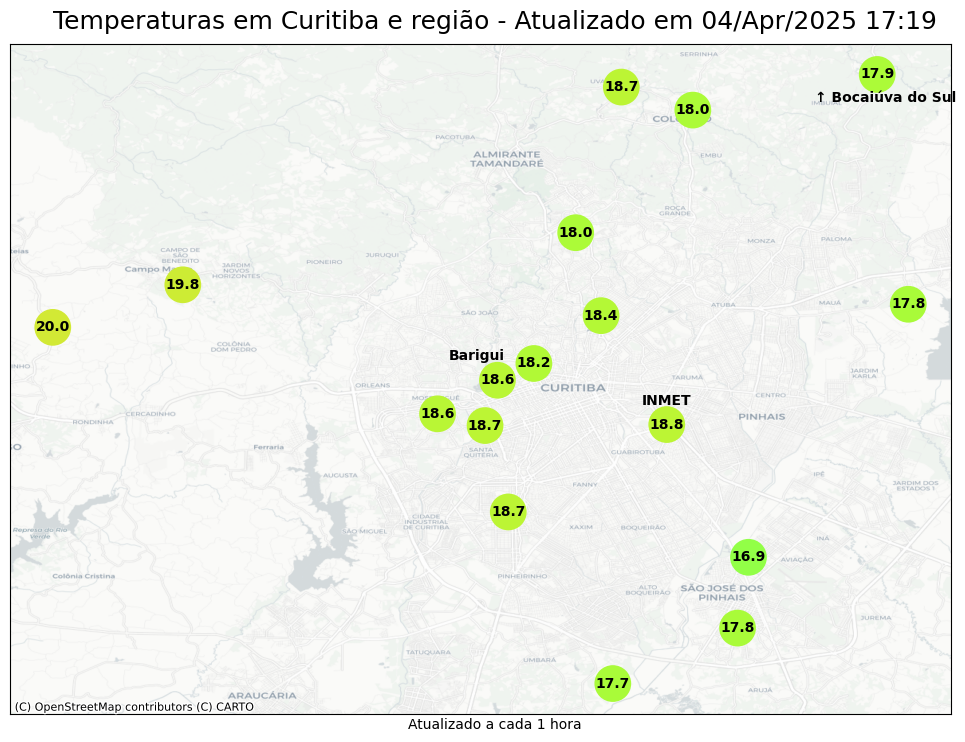 Temperaturas em Curitiba e região - Atualizado em 04/Apr/2025 17:19
SERRINHA
17.9
18.7
↑ Bocaiúva do Sul
18.0
PACOTUBA
ALMIRANTE
TAMANDARÉ
EMBU
ROÇA
GRANDE
18.0
MONZA
PALOMA
CAMPO DE
SÃO
BENEDITO
JURUQUI
PIONEIRO
JARDIM
NOVOS
HORIZONTES
19.8
MAUÁ
17.8
ATUBA
SÃO JOÃO
18.4
20.0
COLÔNIA
DOM PEDRO
Barigui
18.2
JARDIM
KARLA
TARUMÃ
18.6
ORLEANS
CURITIBA
CENTRO
INMET
CERCADINHO
18.6
PINHAIS
RONDINHA
18.7
18.8
Ferraria
SANTA
QUITÉRIA
GUABIROTUBA
AUGUSTA
IPÊ
FANNY
JARDIM DOS
ESTADOS I
18.7
CIDADE
INDUSTRIAL
DE CURITIBA
SÃO MIGUEL
XAXIM
BOQUEIRÃO
Represa do Rio
Verde
INÁ
16.9
AVIAÇÃO
Colônia Cristina
PINHEIRINHO
ALTO
BOQUEIRÃO
SÃO JOSÉ DOS
PINHAIS
JUREMA
17.8
TATUQUARA
UMBARÁ
17.7
ARUJÁ
ARAUCÁRIA
(C) OpenStreetMap contributors (C) CARTO
Atualizado a cada 1 hora